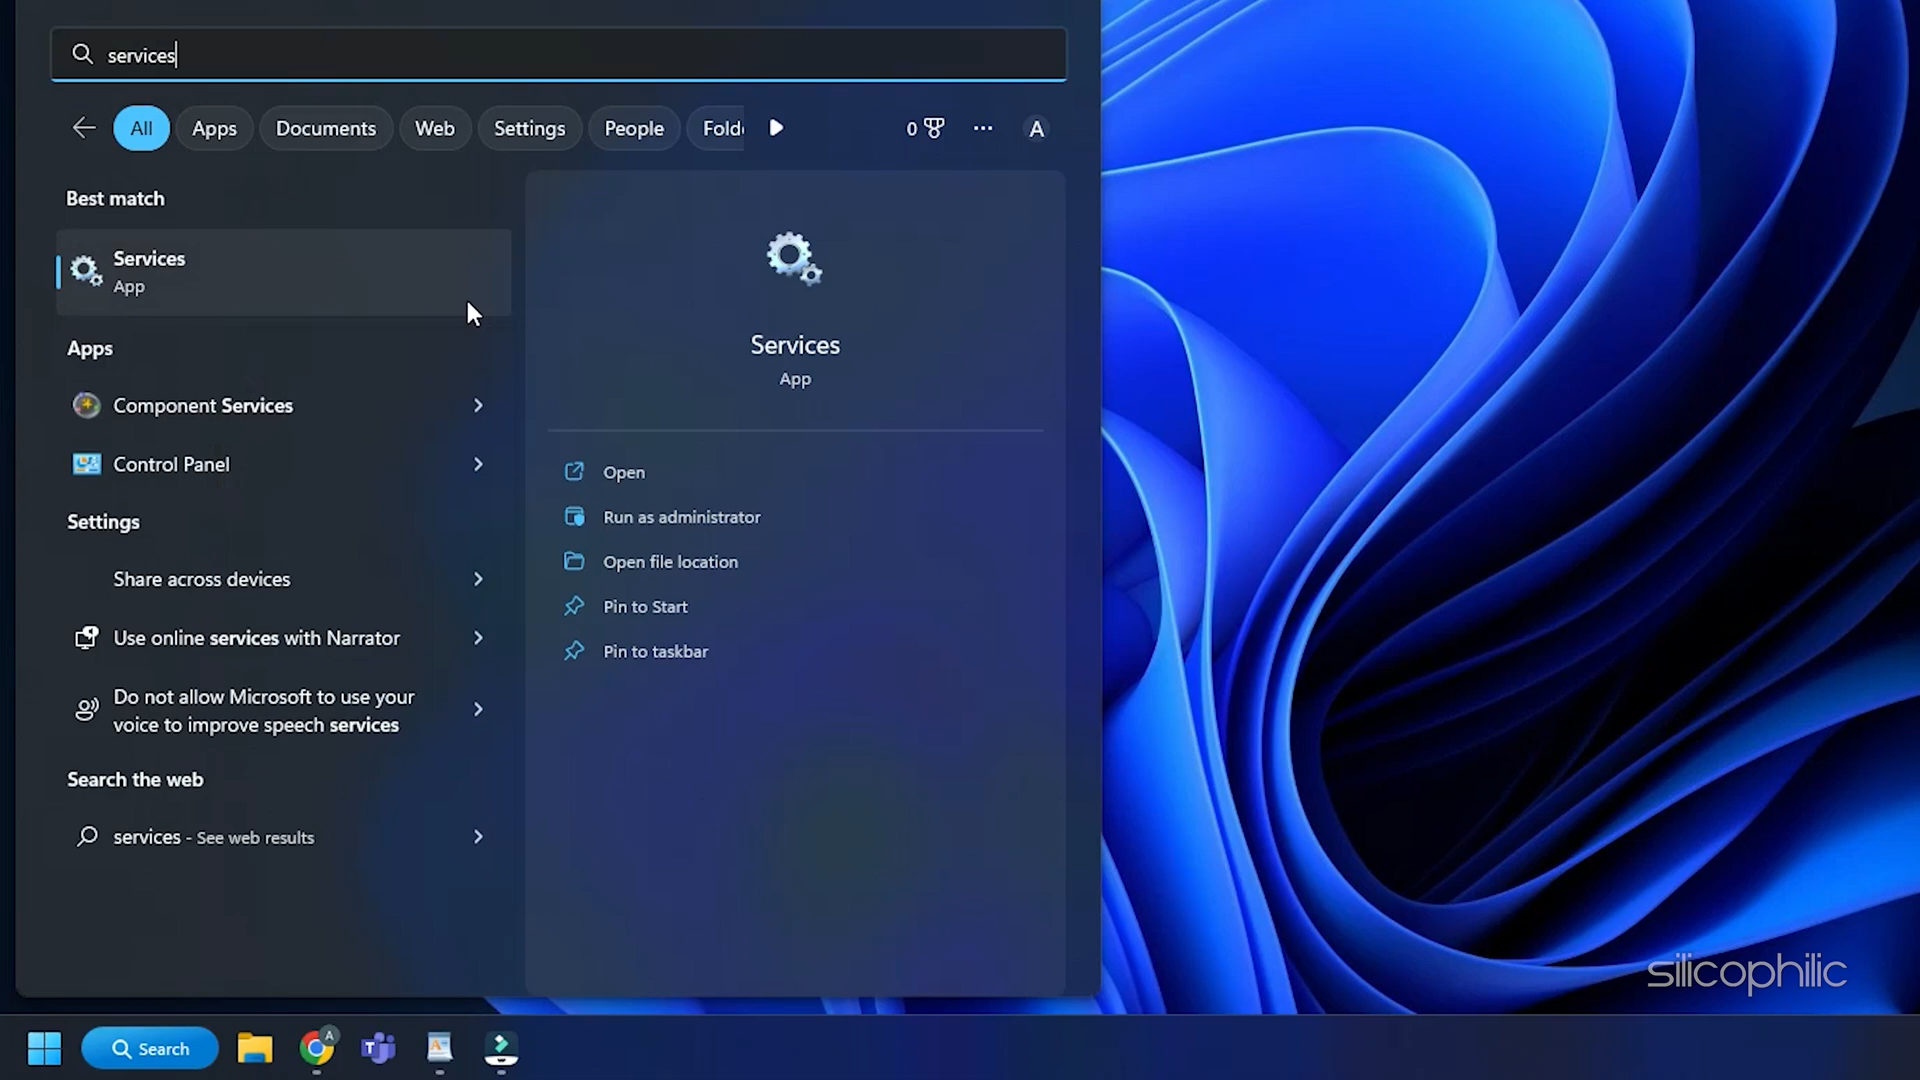 services
All
Apps
Documents
Web
Settings
People
Folde
0
A
Best match
Services
App
Apps
Component Services
Control Panel
Settings
Share across devices
Use online services with Narrator
Do not allow Microsoft to use your
voice to improve speech services
Search the web
services - See web results
Services
App
Open
Run as administrator
Open file location
Pin to Start
Pin to taskbar
silicophilic
Search
A
T